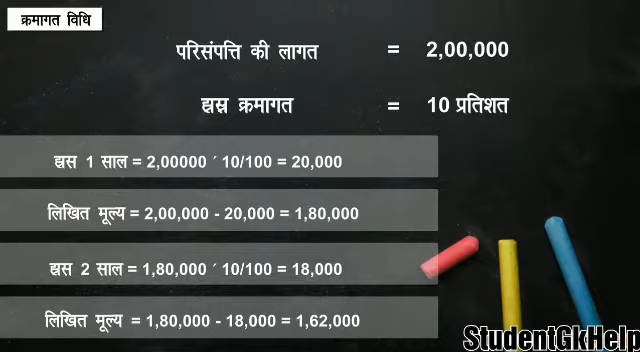 क्रमागत विधि
परिसंपत्ति की लागत = 2,00,000
ह्रास क्रमागत = 10 प्रतिशत
ह्रास 1 साल = 2,00000 ´ 10/100 = 20,000
लिखित मूल्य = 2,00,000 - 20,000 = 1,80,000
ह्रास 2 साल = 1,80,000 ´ 10/100 = 18,000
लिखित मूल्य = 1,80,000 - 18,000 = 1,62,000
StudentGkHelp